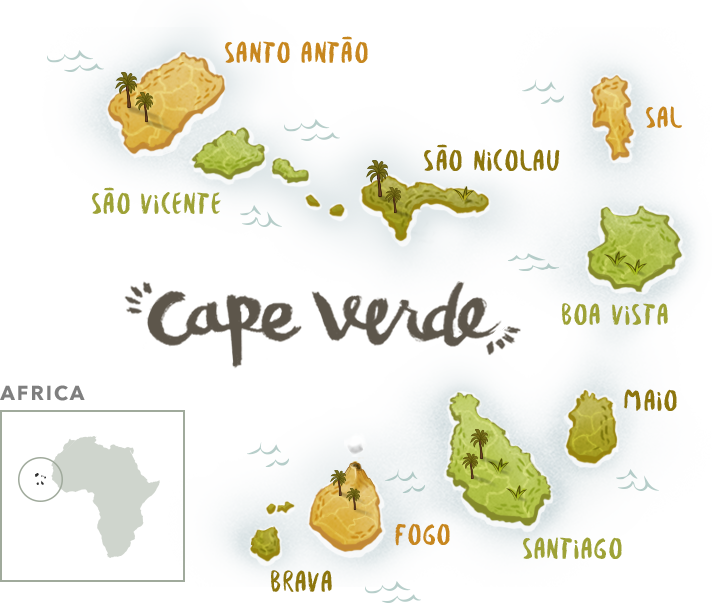 SANTO ANTÃO
SAL
SÃO NiCOLAU
SÃO ViCENTE
BOA ViSTA
Cape Verde
AFRICA
MAiO
FOGO
SANTiAGO
BRAVA